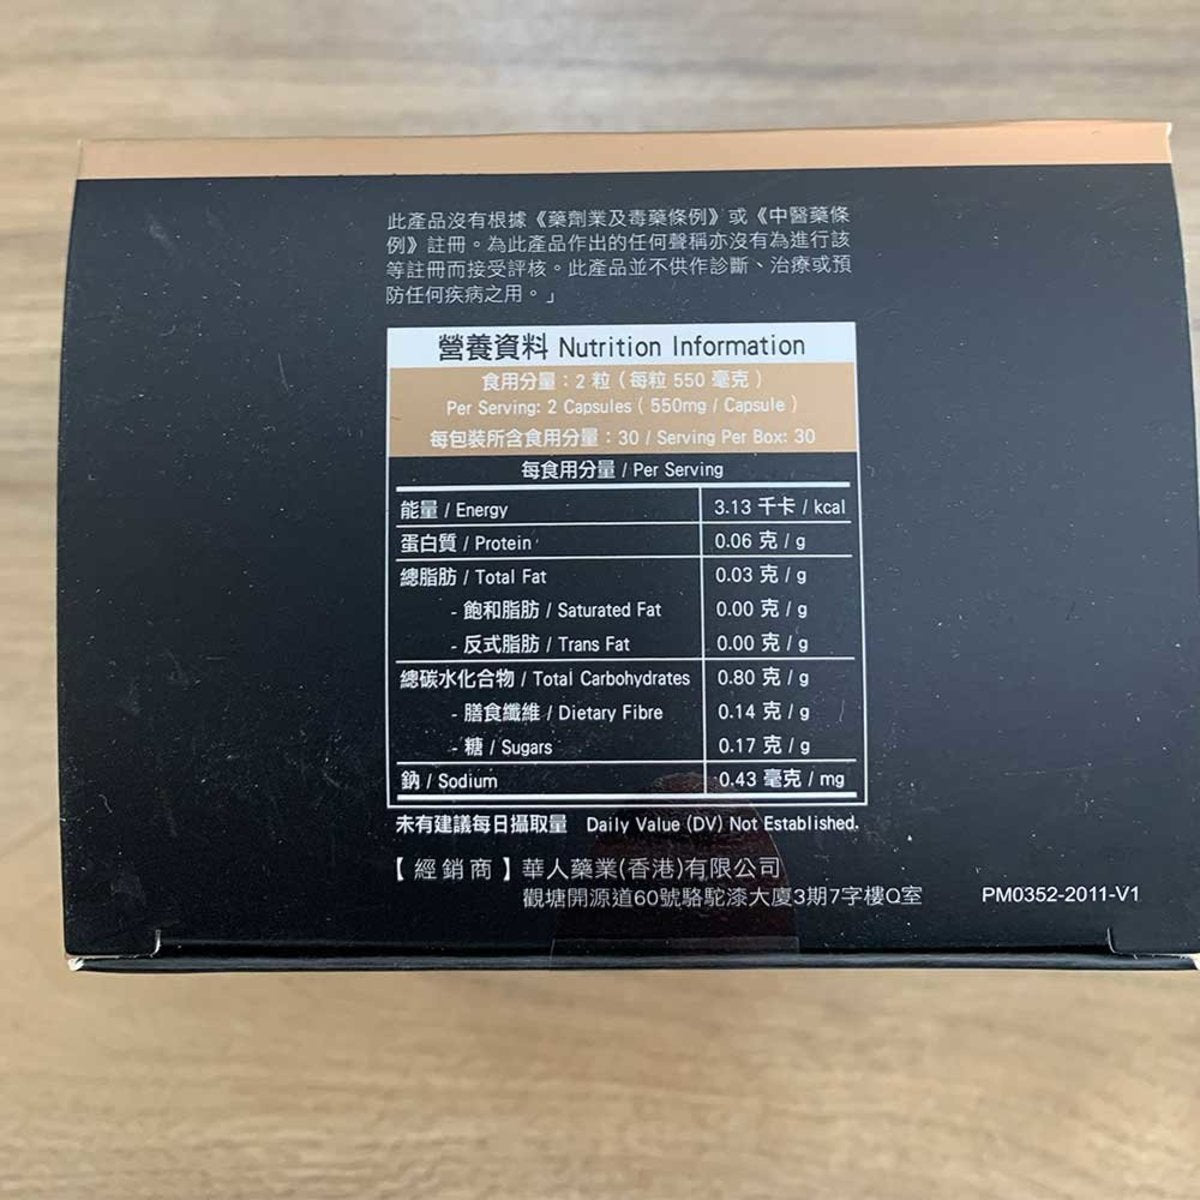 此產品沒有根據《藥劑業及毒藥條例》或《中醫藥條
例》註冊。為此產品作出的任何聲稱亦沒有為進行該
等註冊而接受評核。此產品並不供作診斷、治療或預
防任何疾病之用。」
營養資料 Nutrition Information
食用分量：2 粒（每粒 550 毫克）
Per Serving: 2 Capsules ( 550mg / Capsule )
每包裝所含食用分量：30 / Serving Per Box: 30
每食用分量 / Per Serving
能量 / Energy 3.13 千卡 / kcal
蛋白質 / Protein 0.06 克 / g
總脂肪 / Total Fat 0.03 克 / g
- 飽和脂肪 / Saturated Fat 0.00 克 / g
- 反式脂肪 / Trans Fat 0.00 克 / g
總碳水化合物 / Total Carbohydrates 0.80 克 / g
- 膳食纖維 / Dietary Fibre 0.14 克 / g
- 糖 / Sugars 0.17 克 / g
鈉 / Sodium 0.43 毫克 / mg
未有建議每日攝取量 Daily Value (DV) Not Established.
【經銷商】華人藥業(香港)有限公司
觀塘開源道60號駱駝漆大廈3期7字樓Q室 PM0352-2011-V1